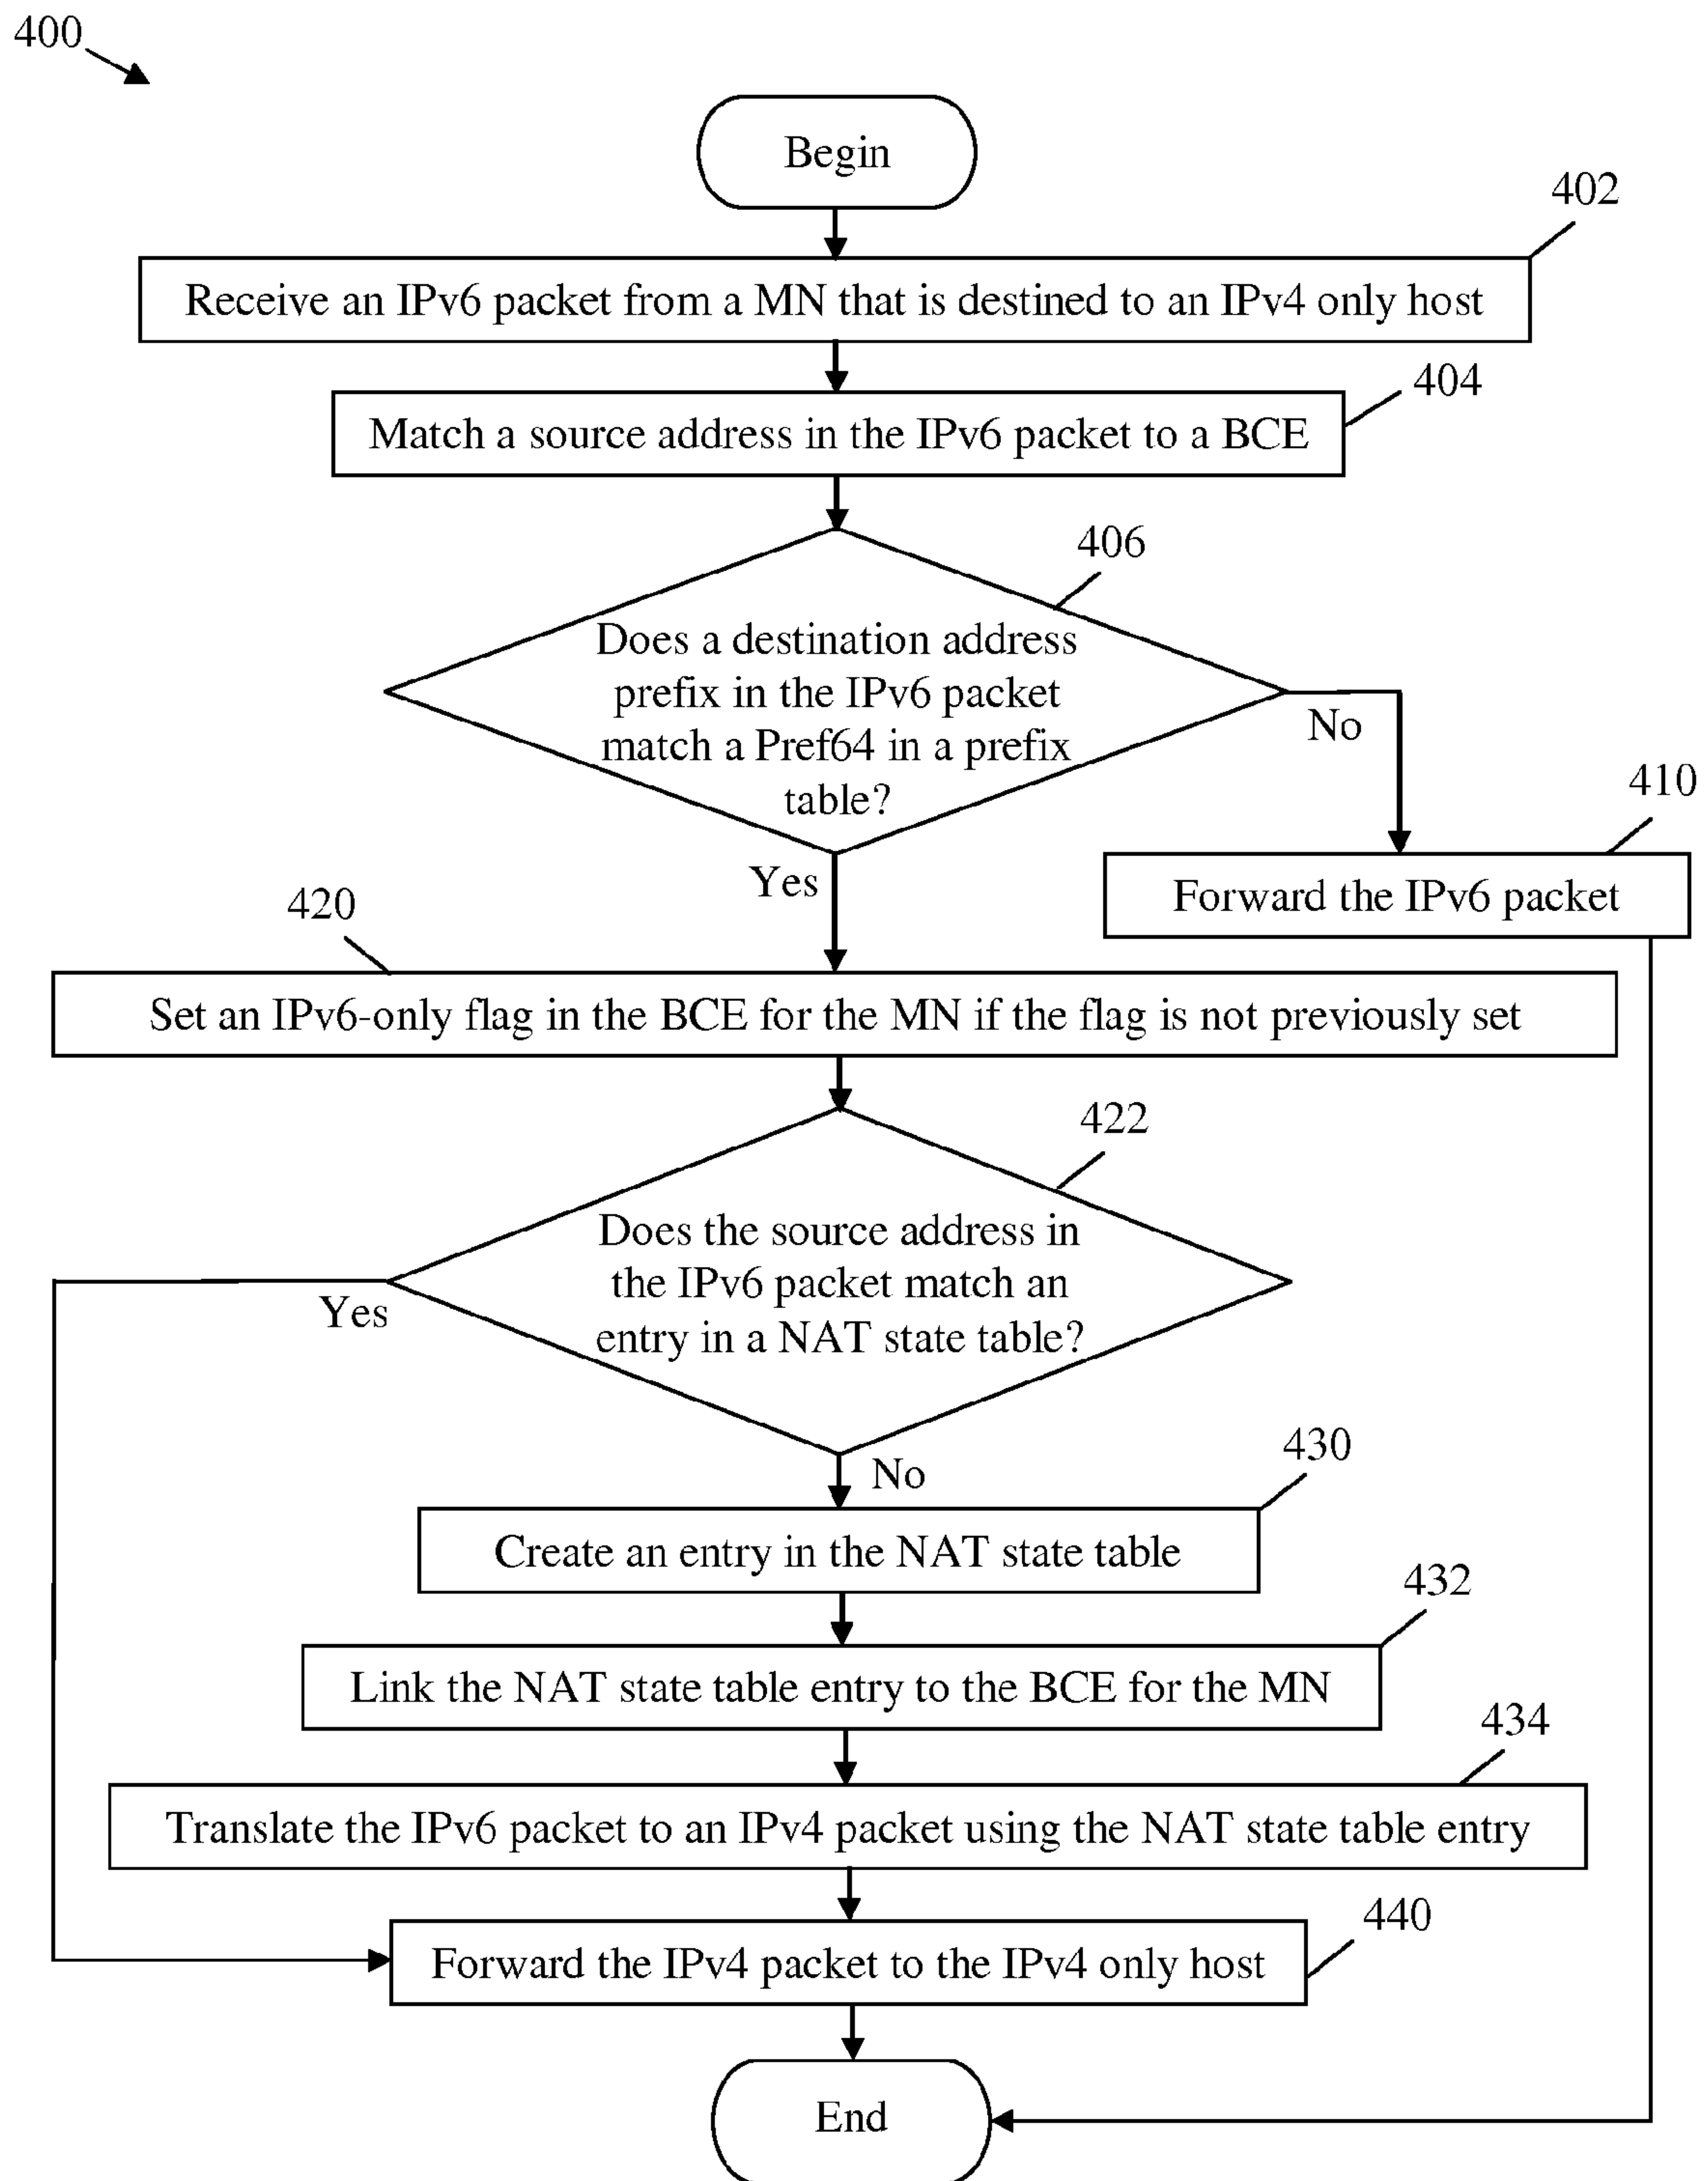 400
Begin
402
Receive an IPv6 packet from a MN that is destined to an IPv4 only host
404
Match a source address in the IPv6 packet to a BCE
406
Does a destination address
prefix in the IPv6 packet
match a Pref64 in a prefix
table?
No
410
Forward the IPv6 packet
Yes
420
Set an IPv6-only flag in the BCE for the MN if the flag is not previously set
422
Does the source address in
the IPv6 packet match an
entry in a NAT state table?
Yes
No
430
Create an entry in the NAT state table
432
Link the NAT state table entry to the BCE for the MN
434
Translate the IPv6 packet to an IPv4 packet using the NAT state table entry
440
Forward the IPv4 packet to the IPv4 only host
End